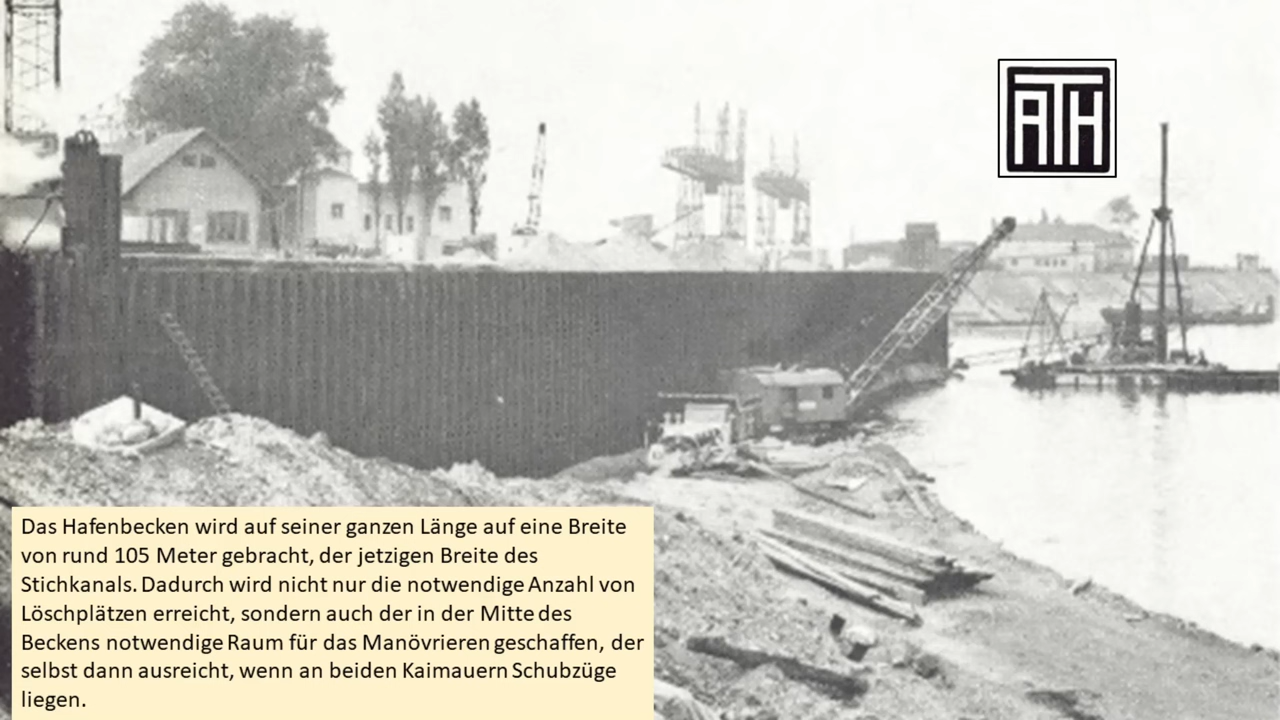 ATH
Das Hafenbecken wird auf seiner ganzen Länge auf eine Breite
von rund 105 Meter gebracht, der jetzigen Breite des
Stichkanals. Dadurch wird nicht nur die notwendige Anzahl von
Löschplätzen erreicht, sondern auch der in der Mitte des
Beckens notwendige Raum für das Manövrieren geschaffen, der
selbst dann ausreicht, wenn an beiden Kaimauern Schubzüge
liegen.